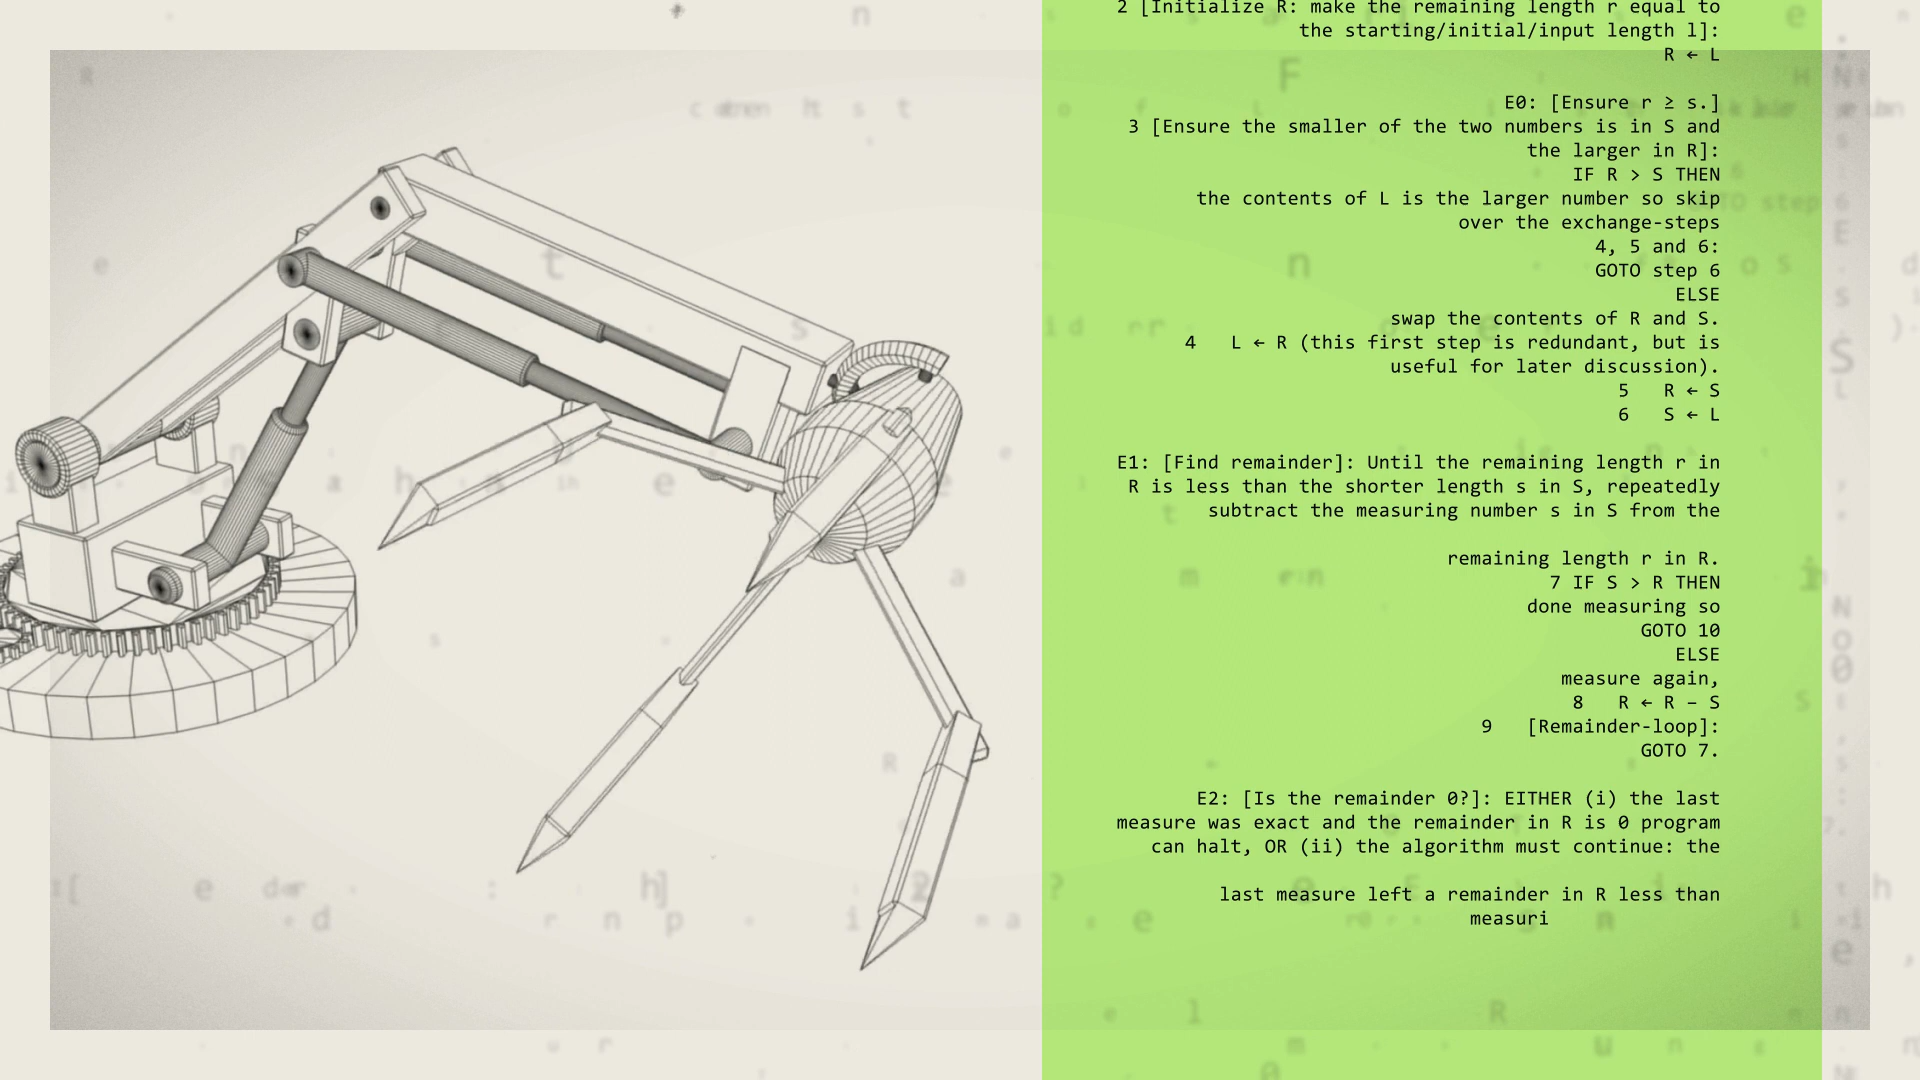 2 [Initialize R: make the remaining length r equal to
the starting/initial/input length l]:
R ← L
E0: [Ensure r ≥ s.]
3 [Ensure the smaller of the two numbers is in S and
the larger in R]:
IF R > S THEN
the contents of L is the larger number so skip
over the exchange-steps
4, 5 and 6:
GOTO step 6
ELSE
swap the contents of R and S.
4 L ← R (this first step is redundant, but is
useful for later discussion).
5 R ← S
6 S ← L
E1: [Find remainder]: Until the remaining length r in
R is less than the shorter length s in S, repeatedly
subtract the measuring number s in S from the
remaining length r in R.
7 IF S > R THEN
done measuring so
GOTO 10
ELSE
measure again,
8 R ← R − S
9 [Remainder-loop]:
GOTO 7.
E2: [Is the remainder 0?]: EITHER (i) the last
measure was exact and the remainder in R is 0 program
can halt, OR (ii) the algorithm must continue: the
last measure left a remainder in R less than
measuri